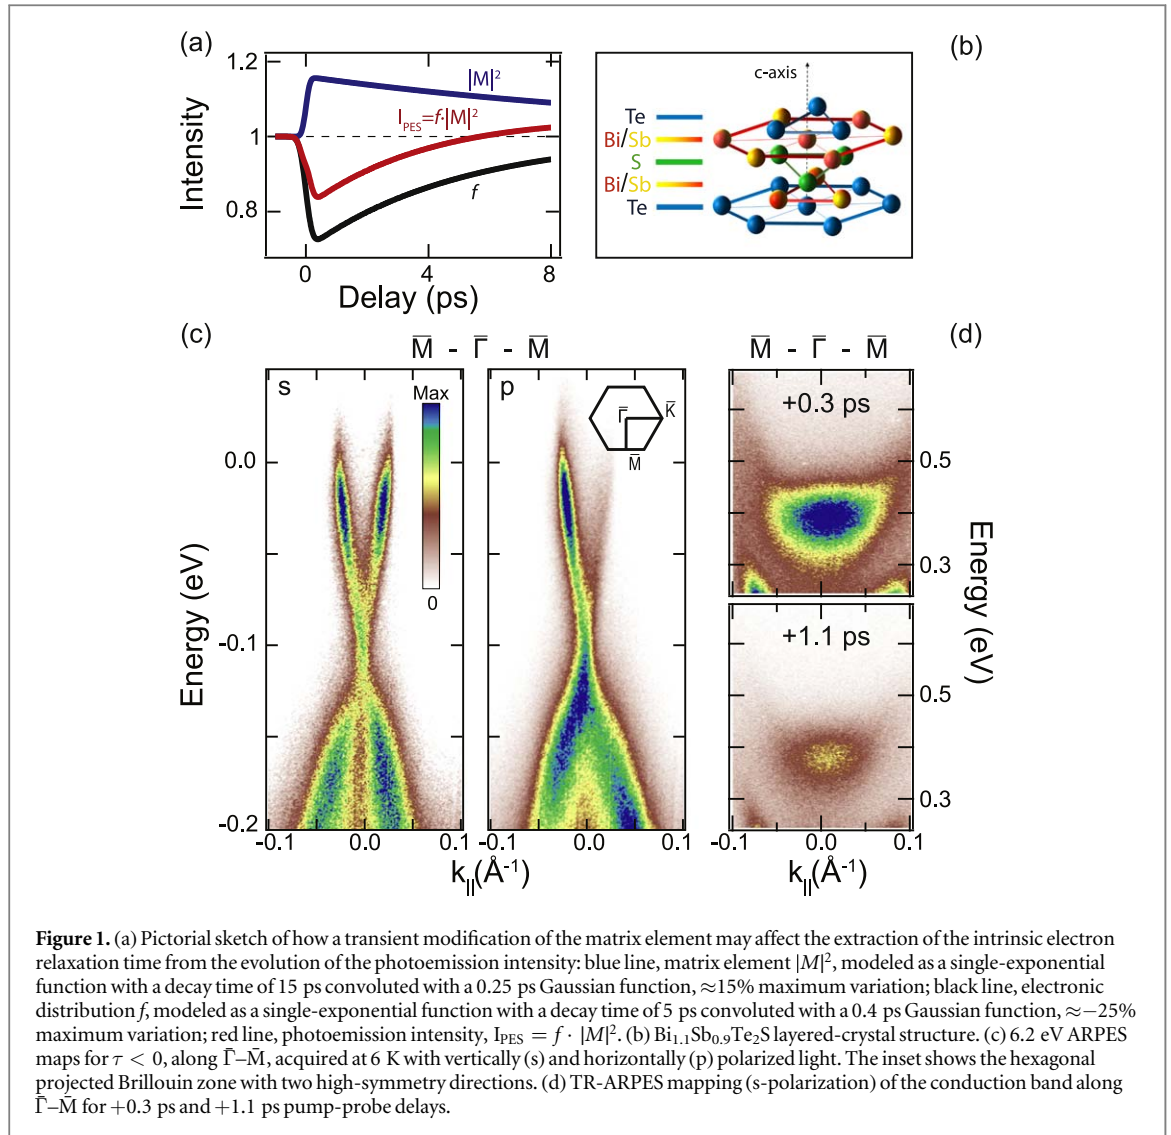 (a)
1.2
1
0.8
Intensity
|M|²
I_PES=f·|M|²
f
0
4
8
Delay (ps)
(b)
c-axis
Te
Bi/Sb
S
Bi/Sb
Te
(c)
M̄ - Γ̄ - M̄
s
Max
0
p
Γ̄
K̄
M̄
0.0
-0.1
-0.2
Energy (eV)
-0.1
0.0
0.1
-0.1
0.0
0.1
k||(Å⁻¹)
(d)
M̄ - Γ̄ - M̄
+0.3 ps
0.5
0.3
+1.1 ps
0.5
0.3
Energy (eV)
-0.1
0.0
0.1
k||(Å⁻¹)
Figure 1. (a) Pictorial sketch of how a transient modification of the matrix element may affect the extraction of the intrinsic electron
relaxation time from the evolution of the photoemission intensity: blue line, matrix element |M|², modeled as a single-exponential
function with a decay time of 15 ps convoluted with a 0.25 ps Gaussian function, ≈15% maximum variation; black line, electronic
distribution f, modeled as a single-exponential function with a decay time of 5 ps convoluted with a 0.4 ps Gaussian function, ≈−25%
maximum variation; red line, photoemission intensity, I_PES = f · |M|². (b) Bi₁.₁Sb₀.₉Te₂S layered-crystal structure. (c) 6.2 eV ARPES
maps for τ < 0, along Γ̄–M̄, acquired at 6 K with vertically (s) and horizontally (p) polarized light. The inset shows the hexagonal
projected Brillouin zone with two high-symmetry directions. (d) TR-ARPES mapping (s-polarization) of the conduction band along
Γ̄–M̄ for +0.3 ps and +1.1 ps pump-probe delays.